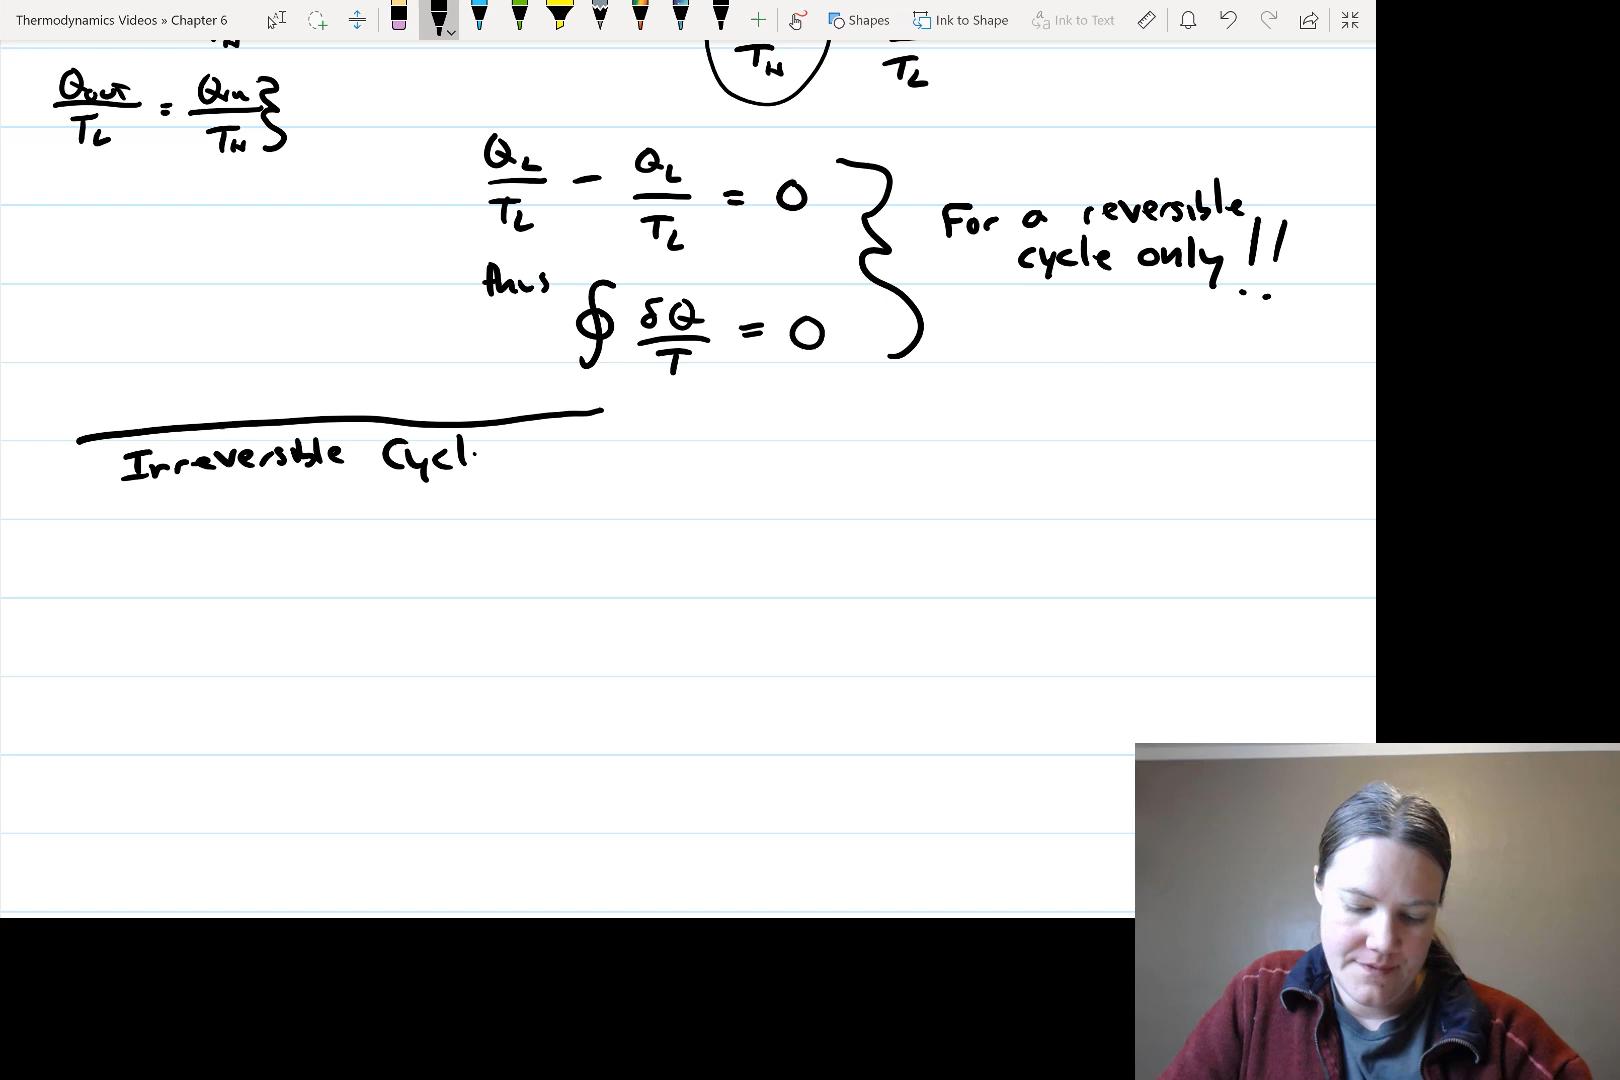 Thermodynamics Videos » Chapter 6
Shapes
Ink to Shape
Ink to Text
T_H
T_H
T_L
Q_out/T_L = Q_in/T_H }
Q_L/T_L - Q_L/T_L = 0
For a reversible
cycle only!!
thus ∮ δQ/T = 0
Irreversible Cycl